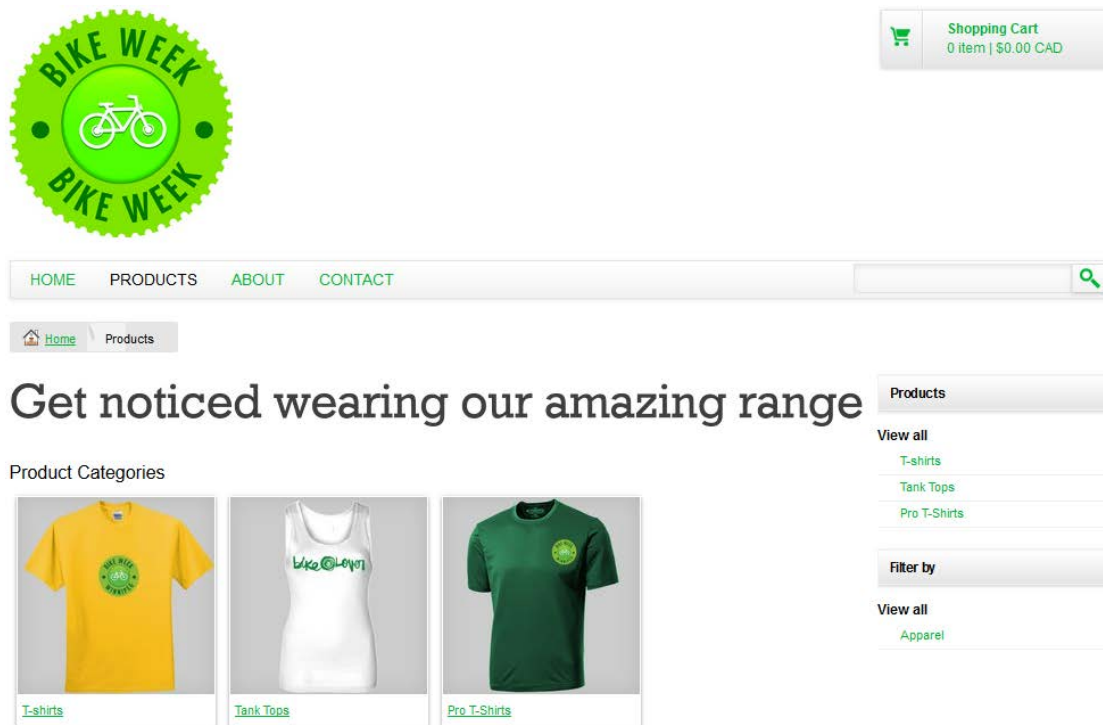 BIKE WEEK
BIKE WEEK
Shopping Cart
0 item | $0.00 CAD
HOME PRODUCTS ABOUT CONTACT
Home Products
Get noticed wearing our amazing range
Product Categories
BIKE WEEK
WINNIPEG
T-shirts
Tank Tops
Pro T-Shirts
Products
View all
T-shirts
Tank Tops
Pro T-Shirts
Filter by
View all
Apparel